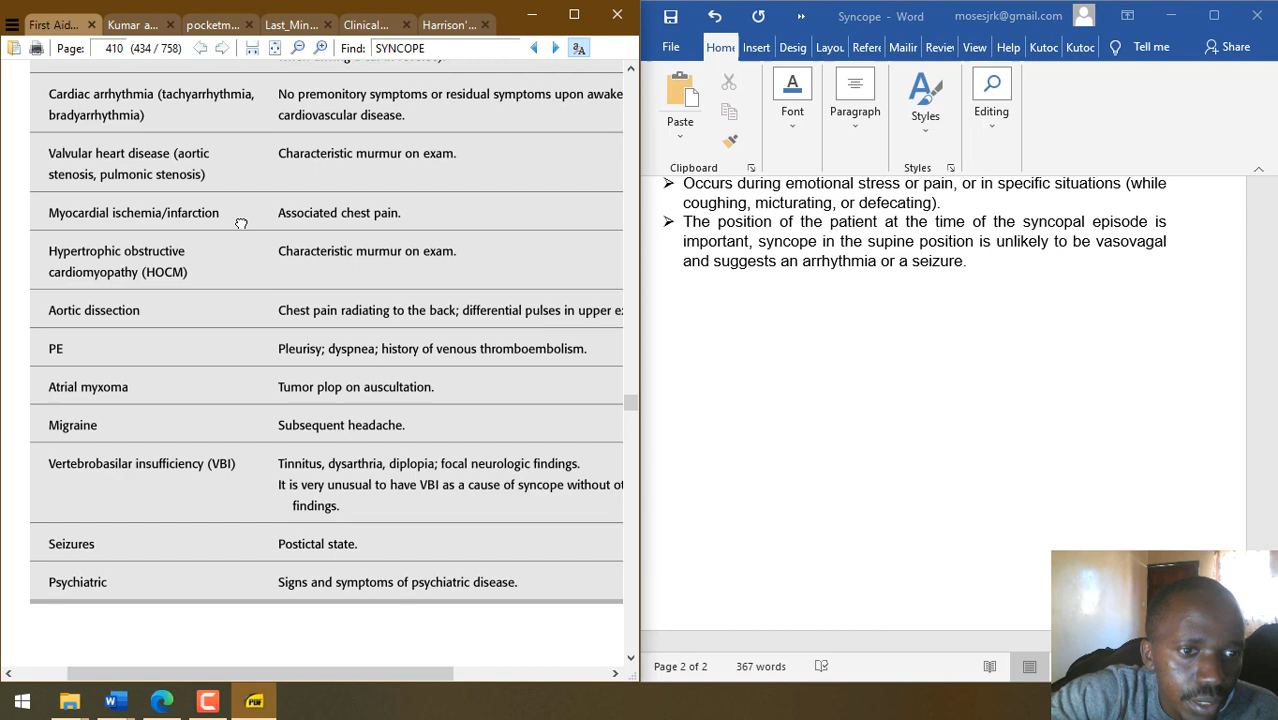 First Aid...
Kumar a...
pocketm...
Last_Min...
Clinical...
Harrison'...
Page: 410 (434 / 758)
Find: SYNCOPE
Cardiac arrhythmia (tachyarrhythmia, No premonitory symptoms or residual symptoms upon awake
bradyarrhythmia) cardiovascular disease.
Valvular heart disease (aortic Characteristic murmur on exam.
stenosis, pulmonic stenosis)
Myocardial ischemia/infarction Associated chest pain.
Hypertrophic obstructive Characteristic murmur on exam.
cardiomyopathy (HOCM)
Aortic dissection Chest pain radiating to the back; differential pulses in upper e
PE Pleurisy; dyspnea; history of venous thromboembolism.
Atrial myxoma Tumor plop on auscultation.
Migraine Subsequent headache.
Vertebrobasilar insufficiency (VBI) Tinnitus, dysarthria, diplopia; focal neurologic findings.
It is very unusual to have VBI as a cause of syncope without ot
findings.
Seizures Postictal state.
Psychiatric Signs and symptoms of psychiatric disease.
Syncope - Word mosesjrk@gmail.com
File Home Insert Desig Layou Refere Mailin Review View Help Kutoc Kutoc Tell me Share
Paste
Font
Paragraph
Styles
Editing
Clipboard
Styles
➢ Occurs during emotional stress or pain, or in specific situations (while
coughing, micturating, or defecating).
➢ The position of the patient at the time of the syncopal episode is
important, syncope in the supine position is unlikely to be vasovagal
and suggests an arrhythmia or a seizure.
Page 2 of 2 367 words
PDF